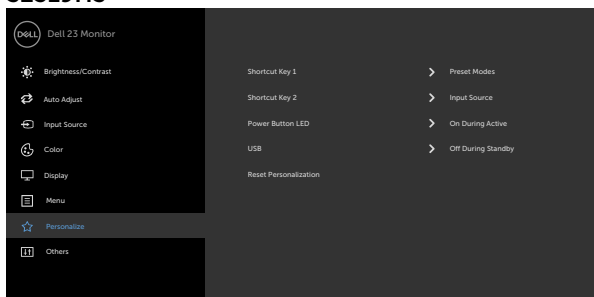 DELL Dell 23 Monitor
Brightness/Contrast
Shortcut Key 1 Preset Modes
Auto Adjust
Shortcut Key 2 Input Source
Input Source
Power Button LED On During Active
Color
USB Off During Standby
Display
Reset Personalization
Menu
Personalize
Others